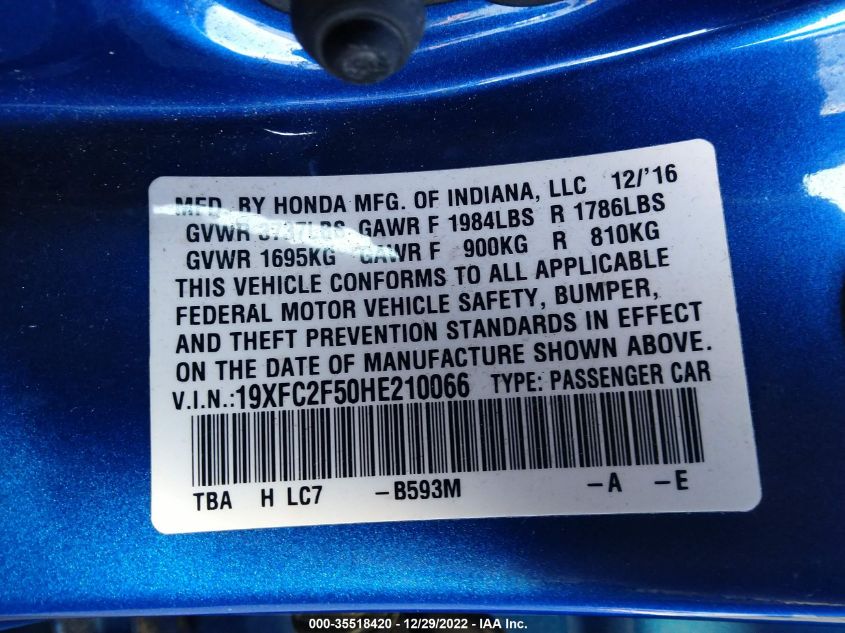 MFD. BY HONDA MFG. OF INDIANA, LLC 12/'16
GVWR 3737LBS GAWR F 1984LBS R 1786LBS
GVWR 1695KG GAWR F 900KG R 810KG
THIS VEHICLE CONFORMS TO ALL APPLICABLE
FEDERAL MOTOR VEHICLE SAFETY, BUMPER,
AND THEFT PREVENTION STANDARDS IN EFFECT
ON THE DATE OF MANUFACTURE SHOWN ABOVE.
V.I.N.:19XFC2F50HE210066 TYPE: PASSENGER CAR
TBA H LC7 -B593M -A -E
000-35518420 - 12/29/2022 - IAA Inc.